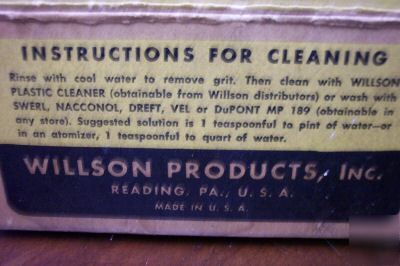 INSTRUCTIONS FOR CLEANING
Rinse with cool water to remove grit. Then clean with WILLSON
PLASTIC CLEANER (obtainable from Willson distributors) or wash with
SWERL, NACCONOL, DREFT, VEL or DuPONT MP 189 (obtainable in
any store). Suggested solution is 1 teaspoonful to pint of water—or
in an atomizer, 1 teaspoonful to quart of water.
WILLSON PRODUCTS, INC.
READING, PA., U. S. A.
MADE IN U. S. A.